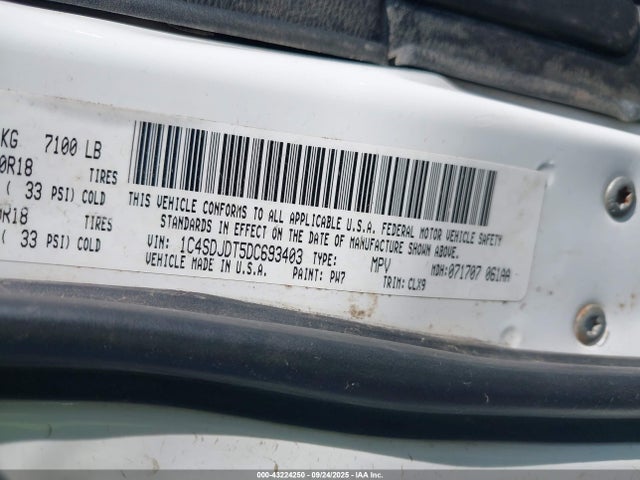 KG 7100 LB
0R18 TIRES
( 33 PSI) COLD
0R18 TIRES
( 33 PSI) COLD
THIS VEHICLE CONFORMS TO ALL APPLICABLE U.S.A. FEDERAL MOTOR VEHICLE SAFETY
STANDARDS IN EFFECT ON THE DATE OF MANUFACTURE SHOWN ABOVE.
VIN: 1C4SDJDT5DC693403 TYPE: MPV MDH: 071707 061AA
VEHICLE MADE IN U.S.A. PAINT: PW7 TRIM: CLX9
000-43224250 - 09/24/2025 - IAAI.COM